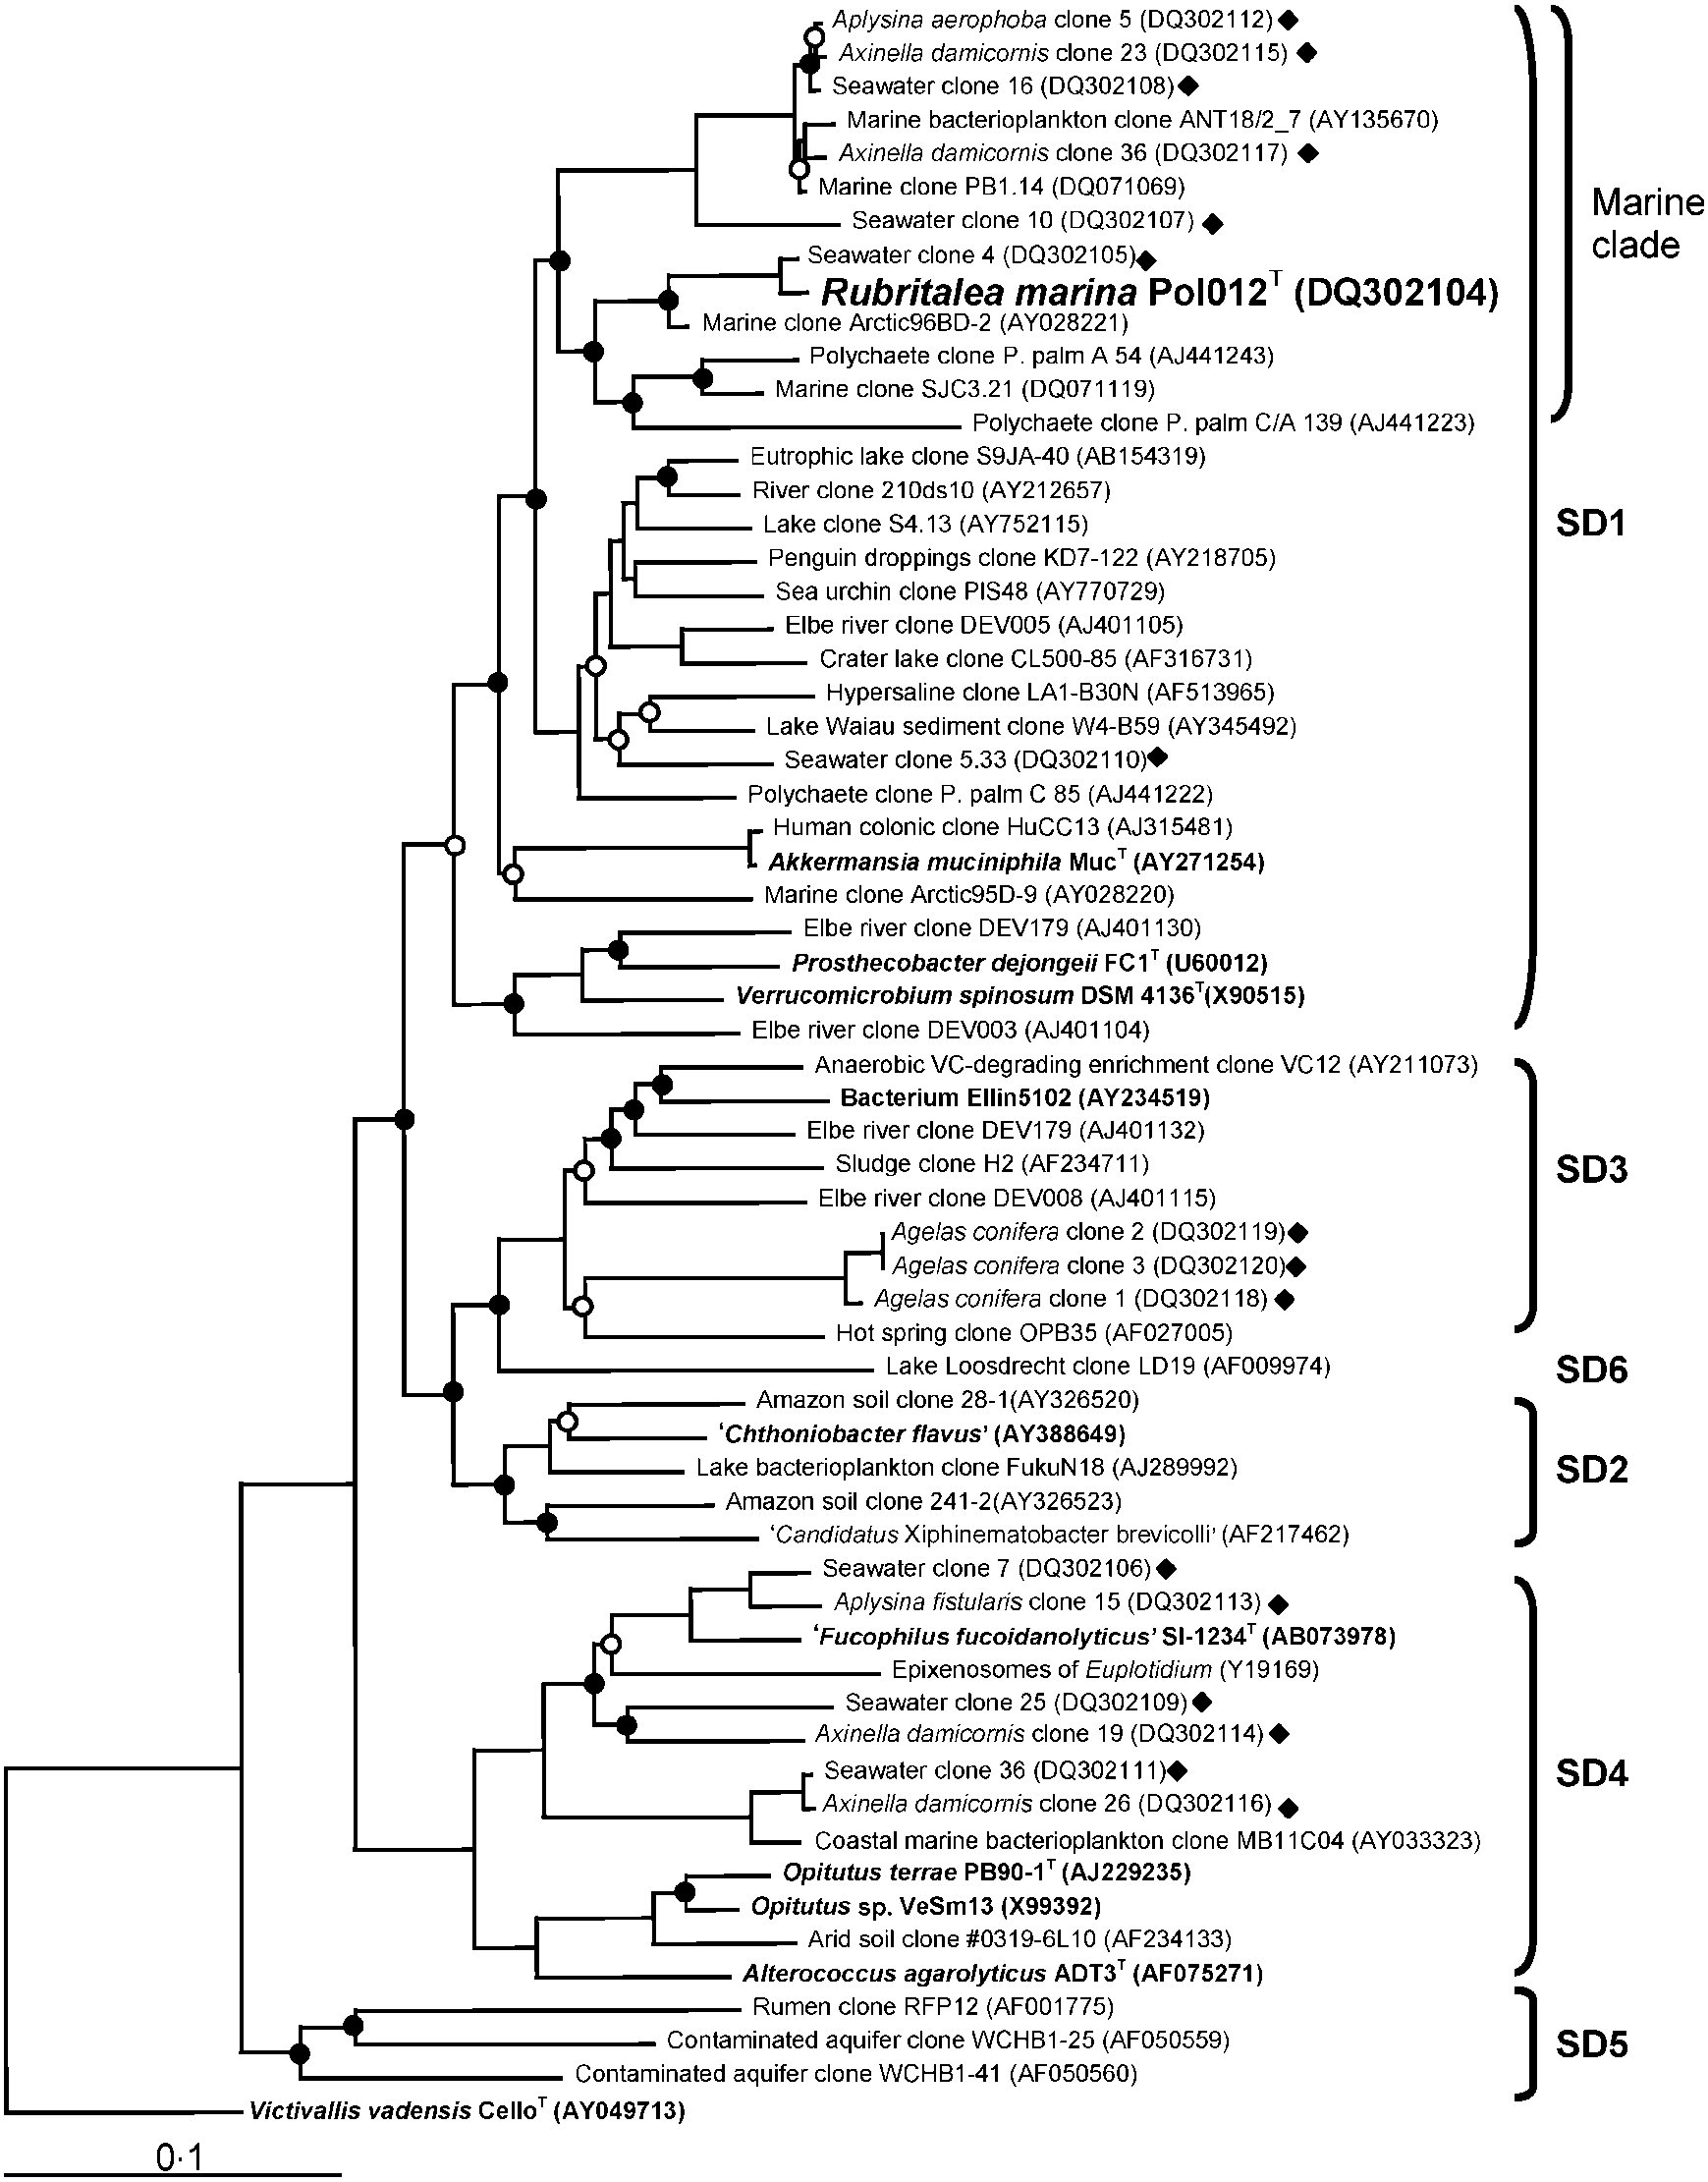 Aplysina aerophoba clone 5 (DQ302112)◆
Axinella damicornis clone 23 (DQ302115) ◆
Seawater clone 16 (DQ302108)◆
Marine bacterioplankton clone ANT18/2_7 (AY135670)
Axinella damicornis clone 36 (DQ302117) ◆
Marine clone PB1.14 (DQ071069)
Seawater clone 10 (DQ302107) ◆
Marine
clade
Seawater clone 4 (DQ302105)◆
Rubritalea marina Pol012T (DQ302104)
Marine clone Arctic96BD-2 (AY028221)
Polychaete clone P. palm A 54 (AJ441243)
Marine clone SJC3.21 (DQ071119)
Polychaete clone P. palm C/A 139 (AJ441223)
Eutrophic lake clone S9JA-40 (AB154319)
River clone 210ds10 (AY212657)
Lake clone S4.13 (AY752115)
SD1
Penguin droppings clone KD7-122 (AY218705)
Sea urchin clone PIS48 (AY770729)
Elbe river clone DEV005 (AJ401105)
Crater lake clone CL500-85 (AF316731)
Hypersaline clone LA1-B30N (AF513965)
Lake Waiau sediment clone W4-B59 (AY345492)
Seawater clone 5.33 (DQ302110)◆
Polychaete clone P. palm C 85 (AJ441222)
Human colonic clone HuCC13 (AJ315481)
Akkermansia muciniphila MucT (AY271254)
Marine clone Arctic95D-9 (AY028220)
Elbe river clone DEV179 (AJ401130)
Prosthecobacter dejongeii FC1T (U60012)
Verrucomicrobium spinosum DSM 4136T(X90515)
Elbe river clone DEV003 (AJ401104)
Anaerobic VC-degrading enrichment clone VC12 (AY211073)
Bacterium Ellin5102 (AY234519)
Elbe river clone DEV179 (AJ401132)
Sludge clone H2 (AF234711)
SD3
Elbe river clone DEV008 (AJ401115)
Agelas conifera clone 2 (DQ302119)◆
Agelas conifera clone 3 (DQ302120)◆
Agelas conifera clone 1 (DQ302118) ◆
Hot spring clone OPB35 (AF027005)
Lake Loosdrecht clone LD19 (AF009974)
SD6
Amazon soil clone 28-1(AY326520)
‘Chthoniobacter flavus’ (AY388649)
Lake bacterioplankton clone FukuN18 (AJ289992)
SD2
Amazon soil clone 241-2(AY326523)
‘Candidatus Xiphinematobacter brevicolli’ (AF217462)
Seawater clone 7 (DQ302106) ◆
Aplysina fistularis clone 15 (DQ302113) ◆
‘Fucophilus fucoidanolyticus’ SI-1234T (AB073978)
Epixenosomes of Euplotidium (Y19169)
Seawater clone 25 (DQ302109)◆
Axinella damicornis clone 19 (DQ302114) ◆
Seawater clone 36 (DQ302111)◆
SD4
Axinella damicornis clone 26 (DQ302116) ◆
Coastal marine bacterioplankton clone MB11C04 (AY033323)
Opitutus terrae PB90-1T (AJ229235)
Opitutus sp. VeSm13 (X99392)
Arid soil clone #0319-6L10 (AF234133)
Alterococcus agarolyticus ADT3T (AF075271)
Rumen clone RFP12 (AF001775)
Contaminated aquifer clone WCHB1-25 (AF050559)
SD5
Contaminated aquifer clone WCHB1-41 (AF050560)
Victivallis vadensis CelloT (AY049713)
0·1